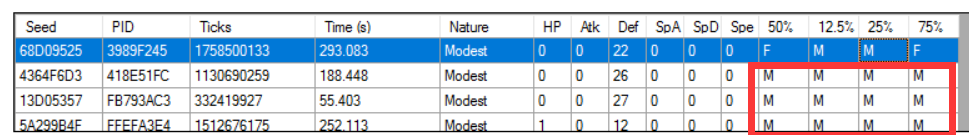 Seed PID Ticks Time (s) Nature HP Atk Def SpA SpD Spe 50% 12.5% 25% 75%
68D09525 3989F245 1758500133 293.083 Modest 0 0 22 0 0 0 F M M F
4364F6D3 418E51FC 1130690259 188.448 Modest 0 0 26 0 0 0 M M M M
13D05357 FB793AC3 332419927 55.403 Modest 0 0 27 0 0 0 M M M M
5A299B4F FFEFA3E4 1512676175 252.113 Modest 1 0 12 0 0 0 M M M M